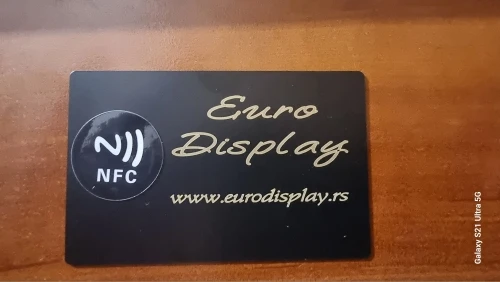 Euro
Display
NFC
www.eurodisplay.rs
Galaxy S21 Ultra 5G